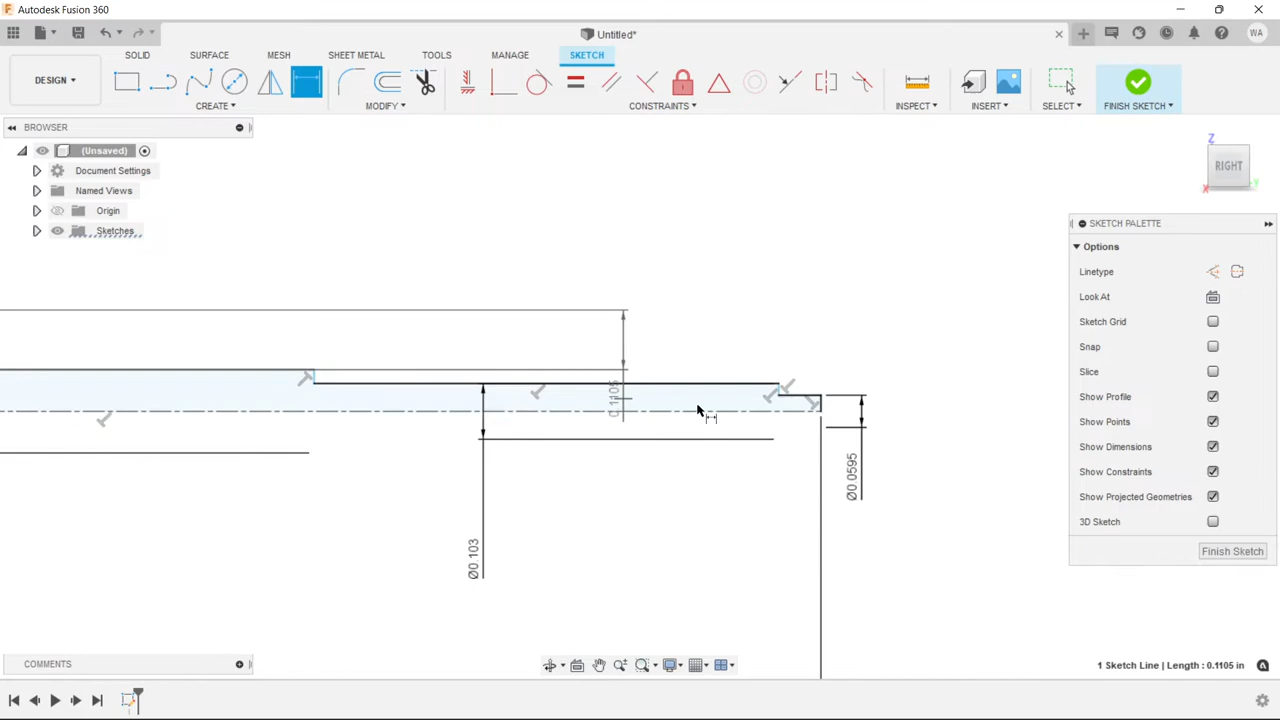 Autodesk Fusion 360
Untitled*
WA
DESIGN
SOLID
SURFACE
MESH
SHEET METAL
TOOLS
MANAGE
SKETCH
CREATE
MODIFY
CONSTRAINTS
INSPECT
INSERT
SELECT
FINISH SKETCH
BROWSER
(Unsaved)
Document Settings
Named Views
Origin
Sketches
Z
RIGHT
X
Y
SKETCH PALETTE
Options
Linetype
Look At
Sketch Grid
Snap
Slice
Show Profile
Show Points
Show Dimensions
Show Constraints
Show Projected Geometries
3D Sketch
Finish Sketch
0.1105
Ø0.0595
Ø0.103
COMMENTS
1 Sketch Line | Length : 0.1105 in